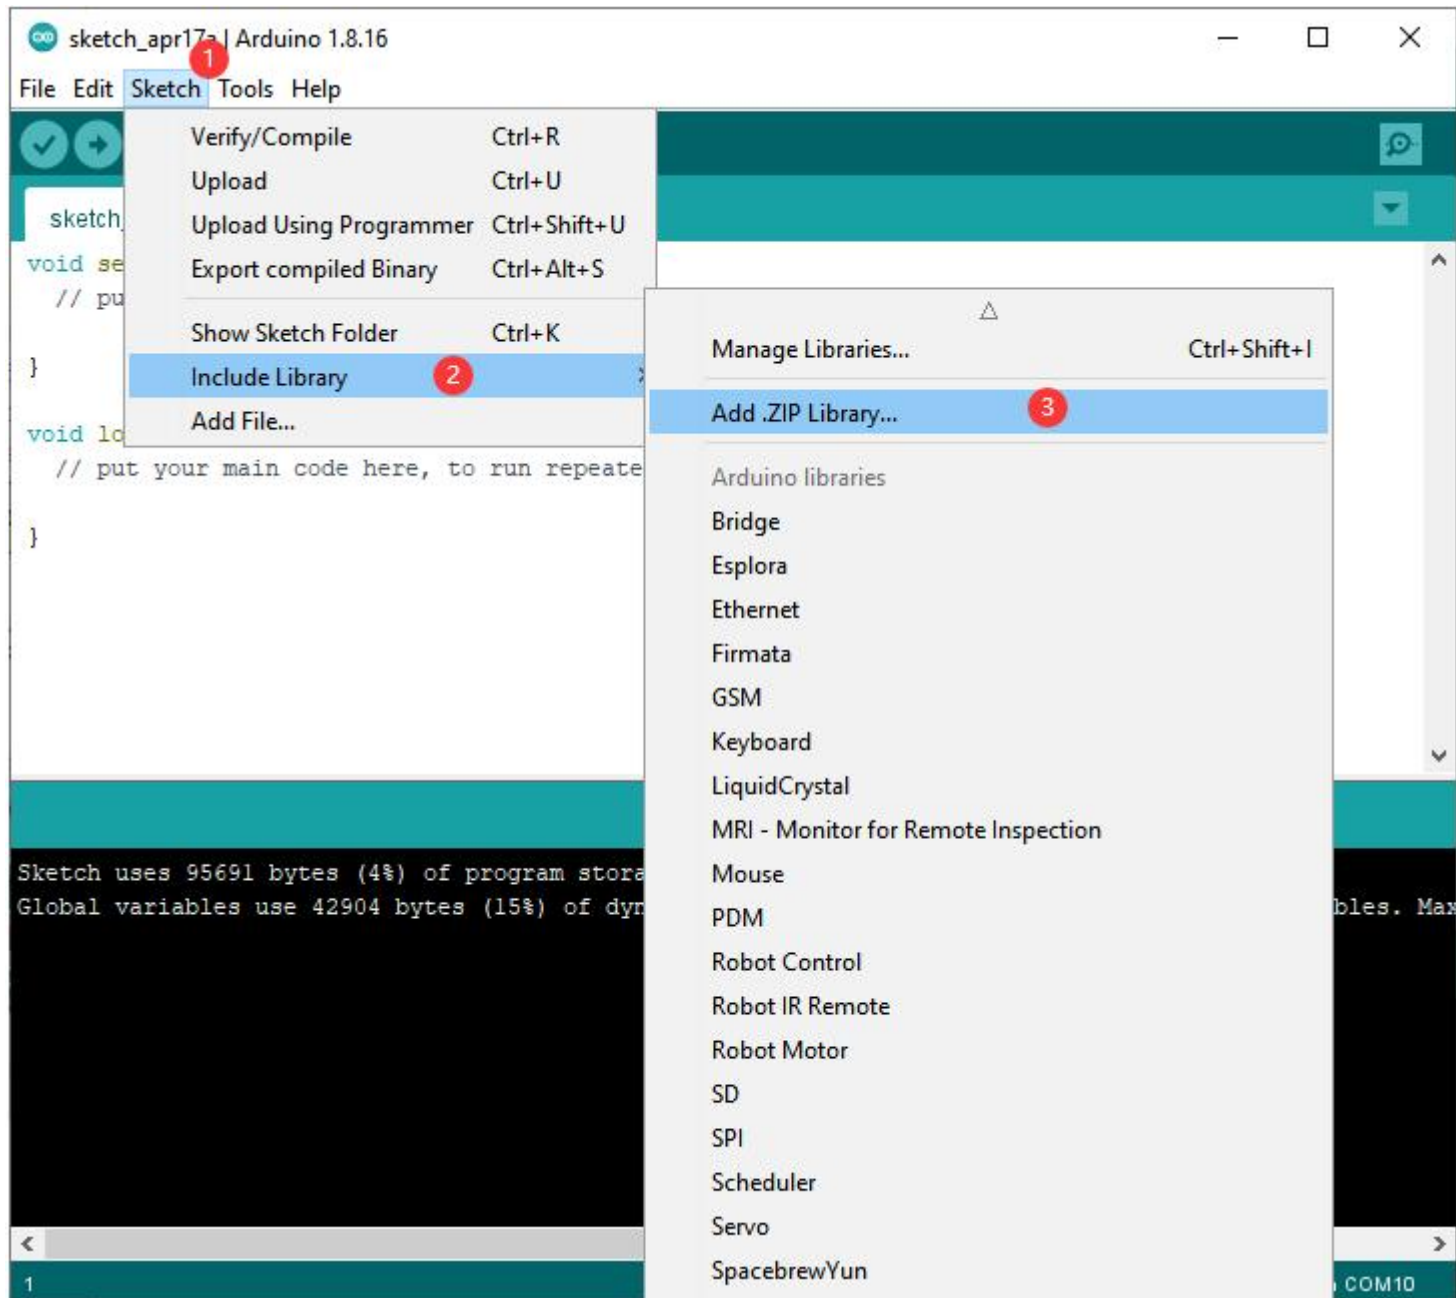 sketch_apr17a | Arduino 1.8.16
1
File Edit Sketch Tools Help
Verify/Compile Ctrl+R
Upload Ctrl+U
Upload Using Programmer Ctrl+Shift+U
Export compiled Binary Ctrl+Alt+S
Show Sketch Folder Ctrl+K
Include Library 2
Add File...
sketch_
void se
// pu
}
void lo
// put your main code here, to run repeate
}
Manage Libraries... Ctrl+Shift+I
Add .ZIP Library... 3
Arduino libraries
Bridge
Esplora
Ethernet
Firmata
GSM
Keyboard
LiquidCrystal
MRI - Monitor for Remote Inspection
Mouse
PDM
Robot Control
Robot IR Remote
Robot Motor
SD
SPI
Scheduler
Servo
SpacebrewYun
Sketch uses 95691 bytes (4%) of program stora
Global variables use 42904 bytes (15%) of dyn bles. Max
1 COM10